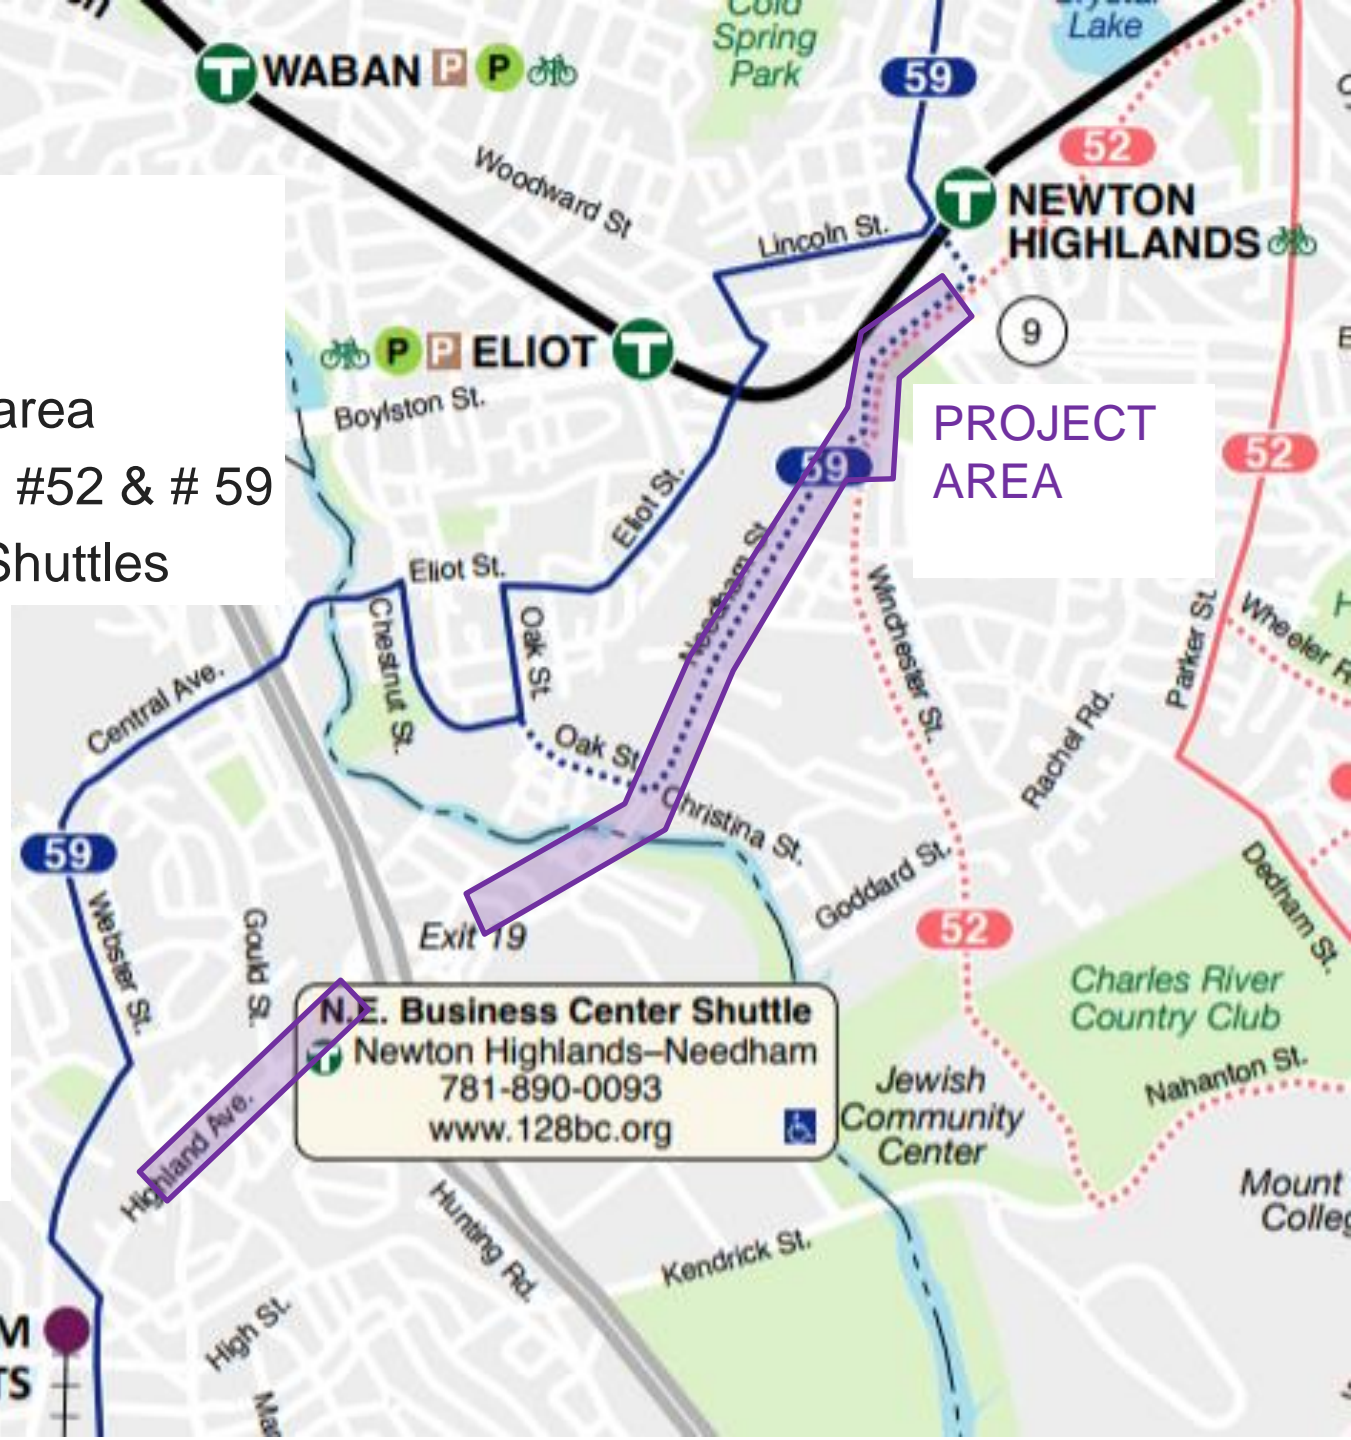 Cold
Spring
Park
Lake
T WABAN P P
59
52
Woodward St
T NEWTON
HIGHLANDS
Lincoln St.
9
P P ELIOT T
Boylston St.
area
PROJECT
AREA
#52 & # 59
59
52
Eliot St.
Shuttles
Eliot St.
Needham St
Chestnut St.
Oak St.
Winchester St.
Parker St.
Wheeler R
H
Central Ave.
Oak St
Rachel Rd.
Christina St.
59
Goddard St.
Dedham St.
Webster St.
Gould St.
Exit 19
52
Charles River
Country Club
N.E. Business Center Shuttle
T Newton Highlands–Needham
781-890-0093
www.128bc.org
Jewish
Community
Center
Nahanton St.
Highland Ave.
Hunting Rd.
Kendrick St.
Mount
Colleg
High St.
M
TS
Mar